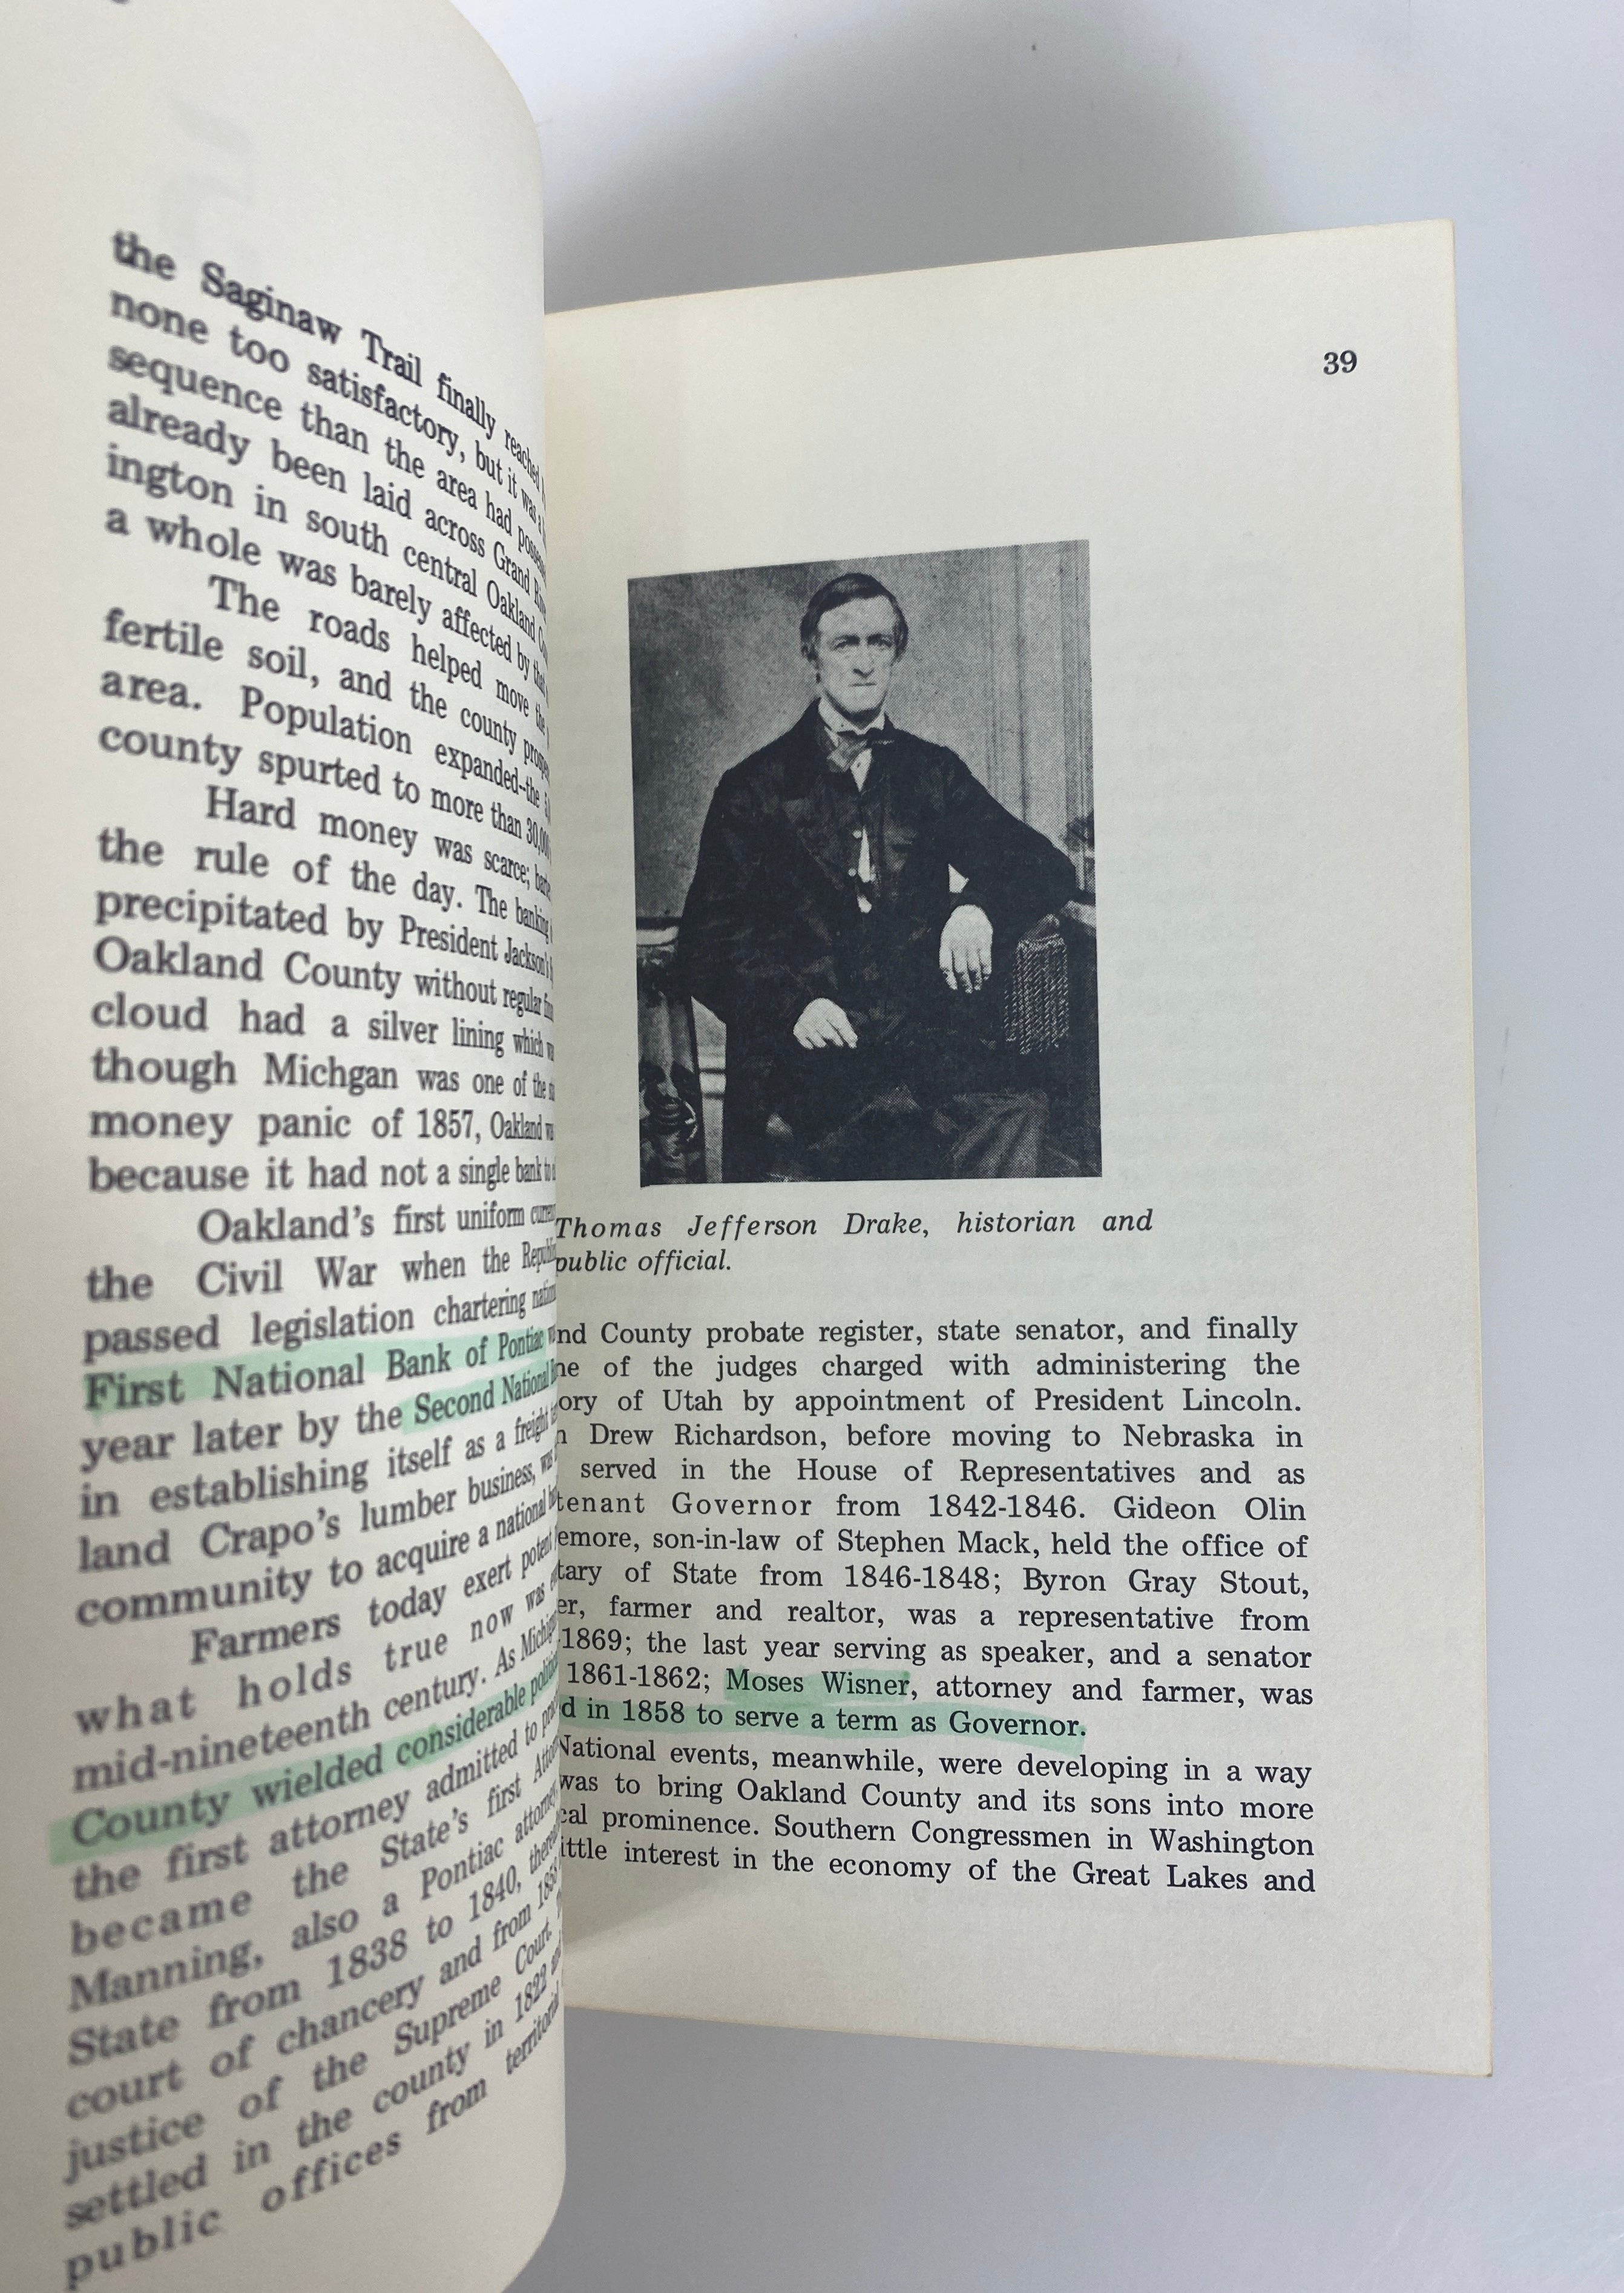 the Saginaw Trail finally reached
none too satisfactory, but it was a
sequence than the area had
already been laid across Grand
ington in south central Oakland
a whole was barely affected by
The roads helped move the
fertile soil, and the county
area. Population expanded--the
county spurted to more than 30,000
Hard money was scarce;
the rule of the day. The banking
precipitated by President Jackson's
Oakland County without regular
cloud had a silver lining which
though Michgan was one of the
money panic of 1857, Oakland
because it had not a single bank to
Oakland's first uniform
the Civil War when the
passed legislation chartering
First National Bank of Pontiac
year later by the Second National
in establishing itself as a freight
land Crapo's lumber business,
community to acquire a national
Farmers today exert potent
what holds true now was
mid-nineteenth century. As
County wielded considerable
the first attorney admitted to
became the State's first
Manning, also a Pontiac attorney,
State from 1838 to 1840,
court of chancery and from
justice of the Supreme Court.
settled in the county in 1822
public offices from territorial
39
Thomas Jefferson Drake, historian and
public official.
nd County probate register, state senator, and finally
ne of the judges charged with administering the
ory of Utah by appointment of President Lincoln.
Drew Richardson, before moving to Nebraska in
served in the House of Representatives and as
tenant Governor from 1842-1846. Gideon Olin
emore, son-in-law of Stephen Mack, held the office of
tary of State from 1846-1848; Byron Gray Stout,
er, farmer and realtor, was a representative from
1869; the last year serving as speaker, and a senator
1861-1862; Moses Wisner, attorney and farmer, was
d in 1858 to serve a term as Governor.
National events, meanwhile, were developing in a way
was to bring Oakland County and its sons into more
cal prominence. Southern Congressmen in Washington
ittle interest in the economy of the Great Lakes and